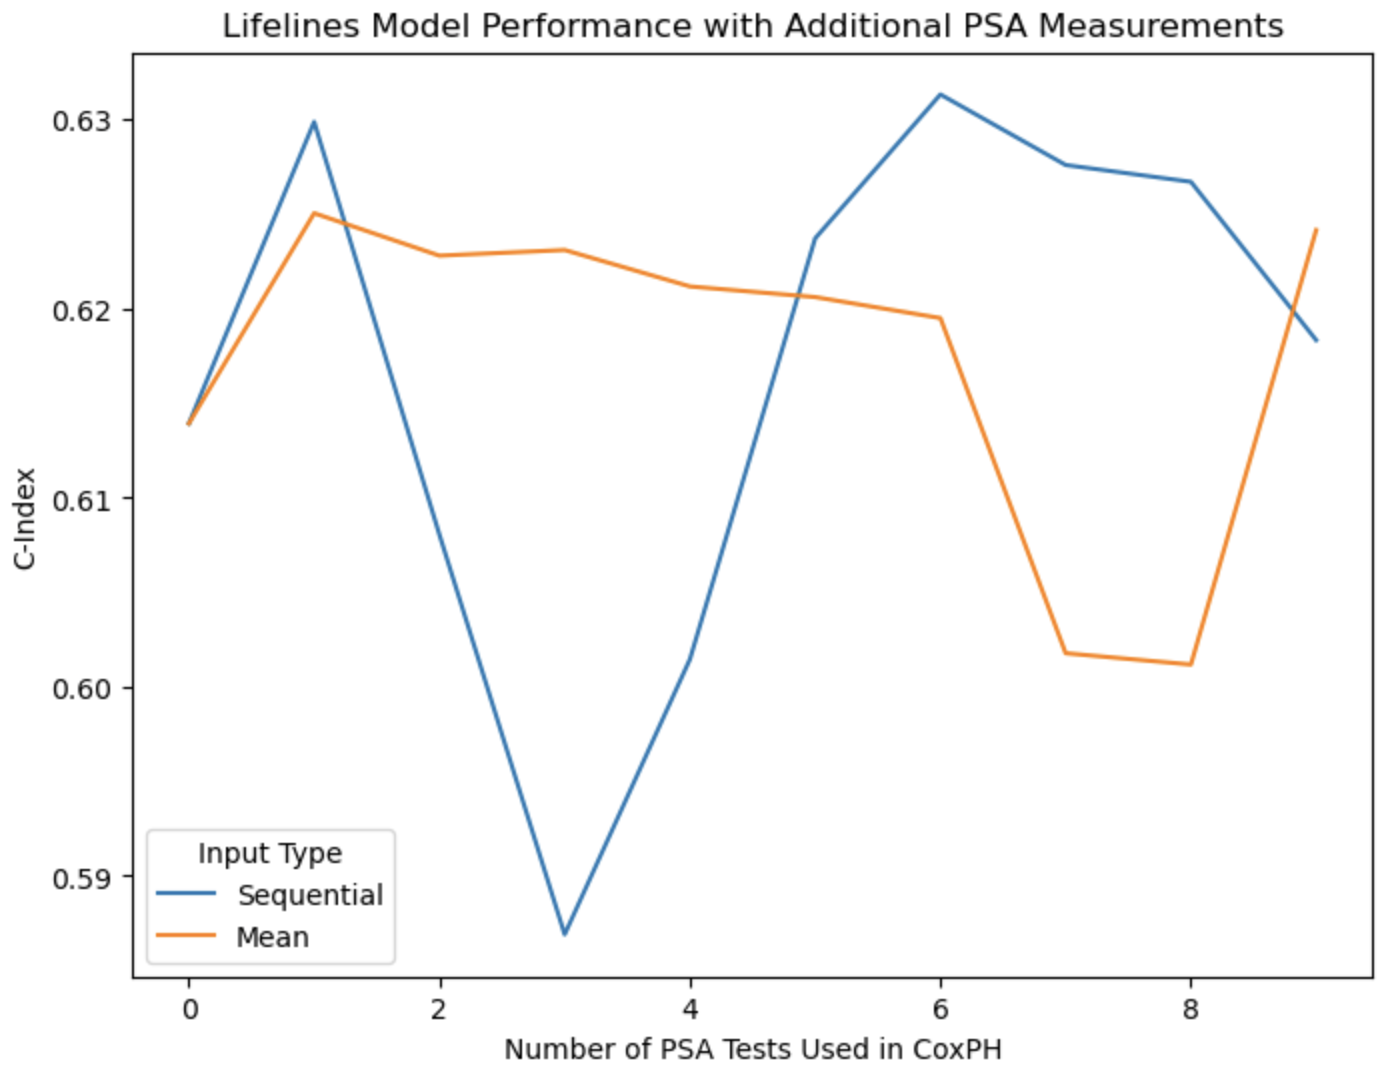 Lifelines Model Performance with Additional PSA Measurements
0.63
0.62
0.61
0.60
0.59
C-Index
Input Type
Sequential
Mean
0 2 4 6 8
Number of PSA Tests Used in CoxPH